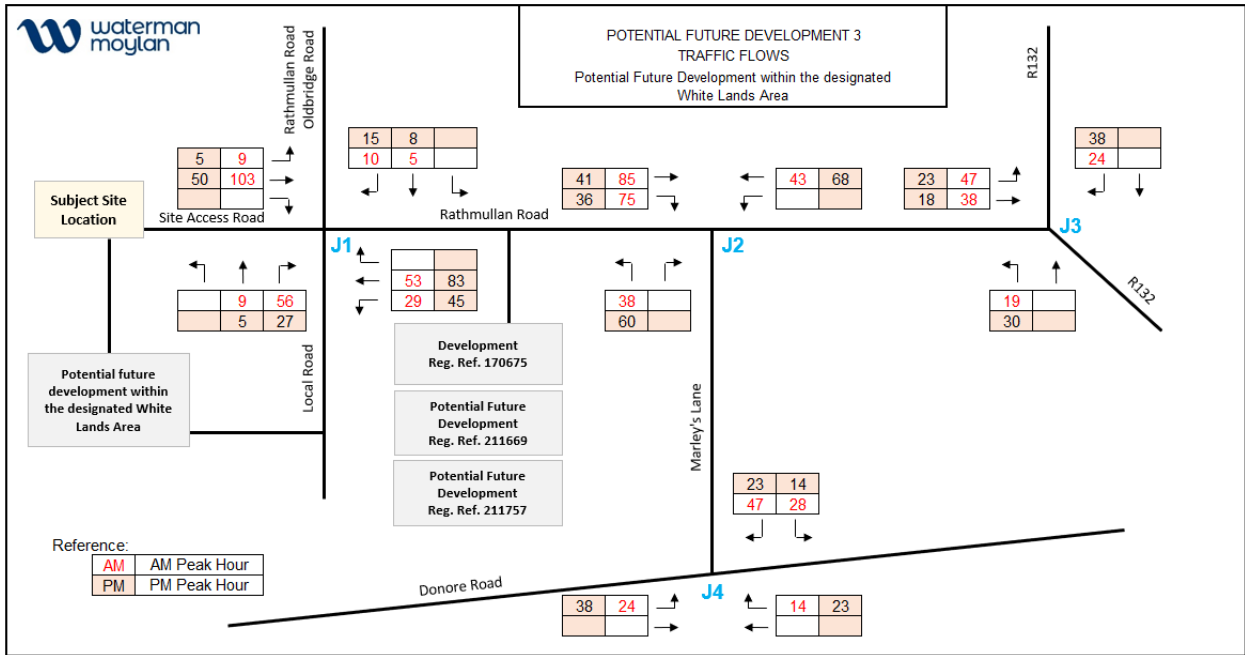 waterman
moylan
POTENTIAL FUTURE DEVELOPMENT 3
TRAFFIC FLOWS
Potential Future Development within the designated
White Lands Area
Rathmullan Road
Oldbridge Road
R132
15 8
10 5
38
24
5 9
50 103
41 85
36 75
43 68
23 47
18 38
Subject Site
Location
Site Access Road
Rathmullan Road
J1
J2
J3
R132
53 83
29 45
9 56
5 27
38
60
19
30
Local Road
Marley's Lane
Development
Reg. Ref. 170675
Potential future
development within
the designated White
Lands Area
Potential Future
Development
Reg. Ref. 211669
Potential Future
Development
Reg. Ref. 211757
23 14
47 28
Reference:
AM AM Peak Hour
PM PM Peak Hour
Donore Road
J4
38 24
14 23